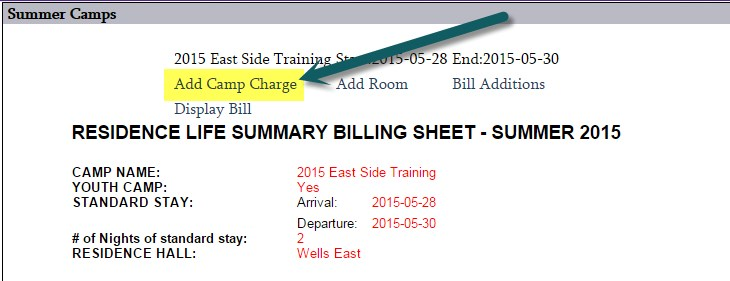 Summer Camps
2015 East Side Training Start:2015-05-28 End:2015-05-30
Add Camp Charge Add Room Bill Additions
Display Bill
RESIDENCE LIFE SUMMARY BILLING SHEET - SUMMER 2015
CAMP NAME: 2015 East Side Training
YOUTH CAMP: Yes
STANDARD STAY: Arrival: 2015-05-28
Departure: 2015-05-30
# of Nights of standard stay: 2
RESIDENCE HALL: Wells East